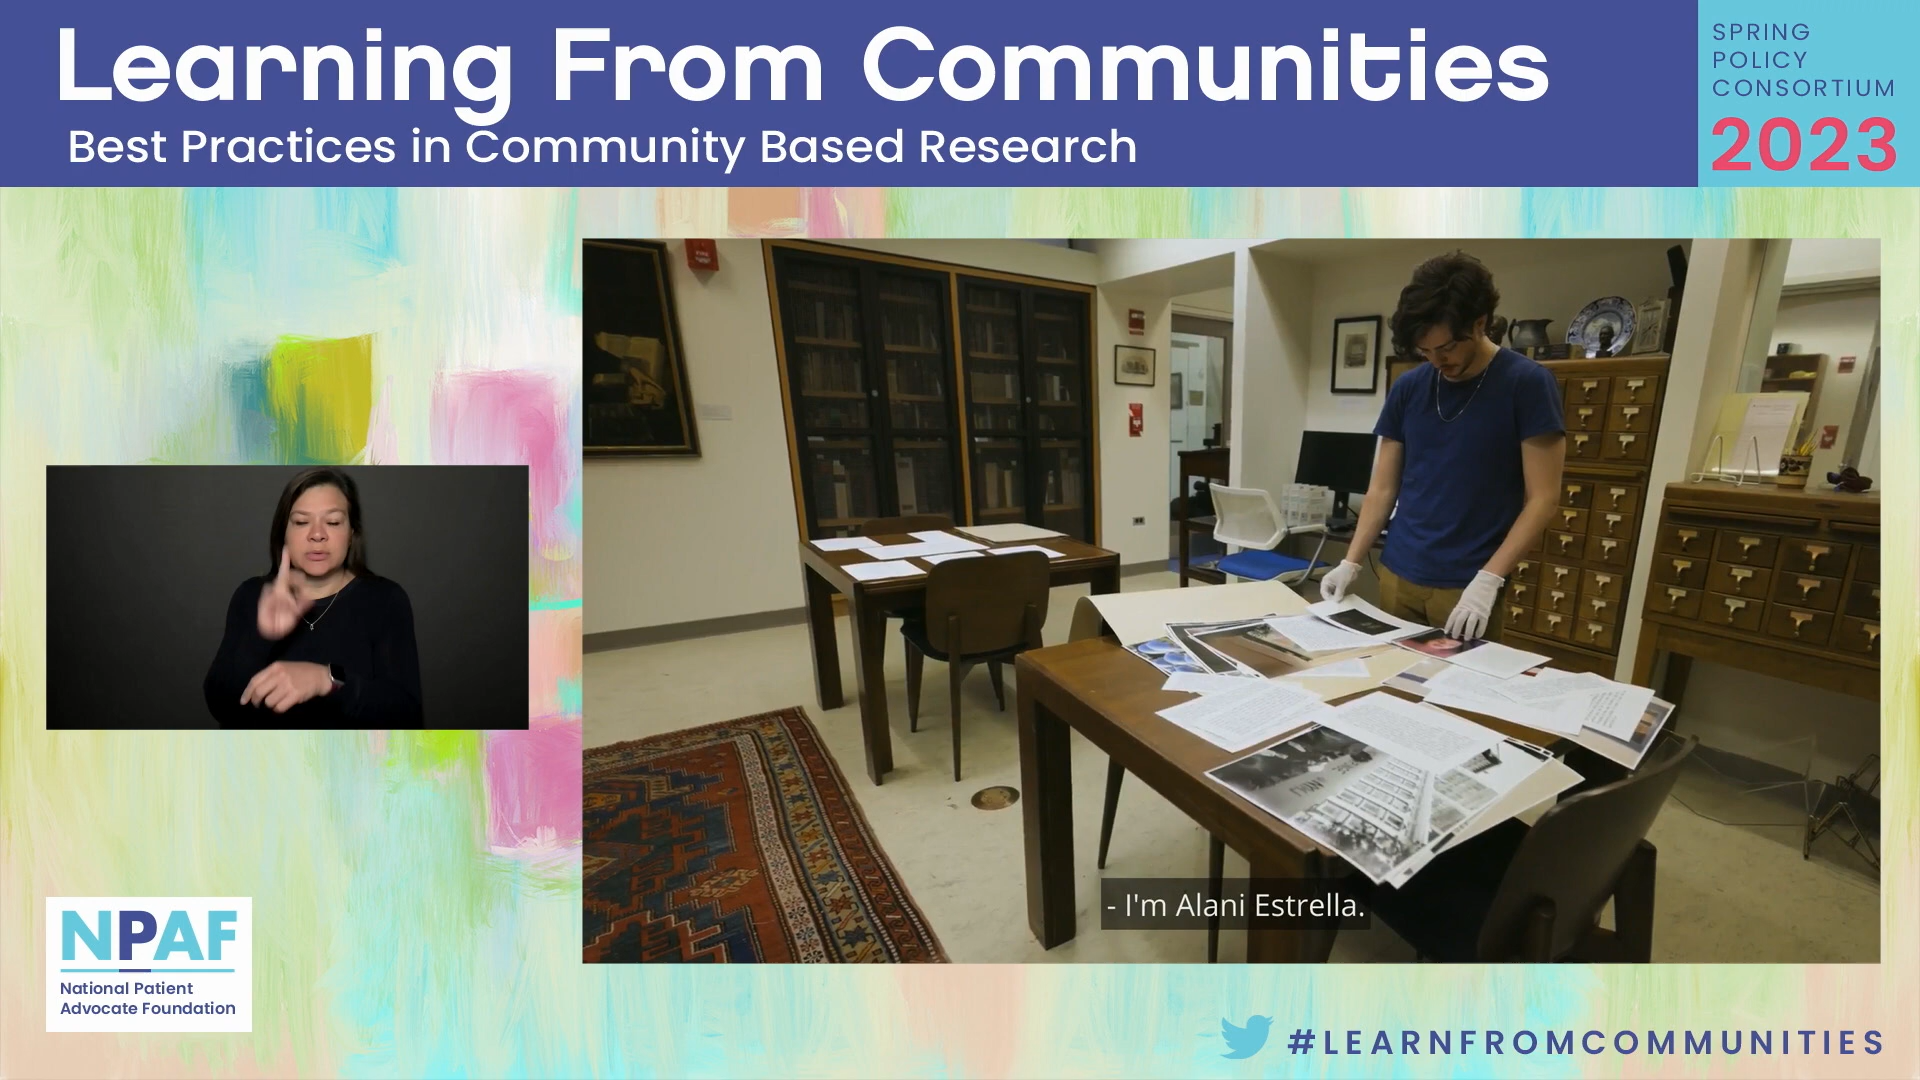 Learning From Communities
Best Practices in Community Based Research
SPRING
POLICY
CONSORTIUM
2023
- I'm Alani Estrella.
NPAF
National Patient
Advocate Foundation
#LEARNFROMCOMMUNITIES